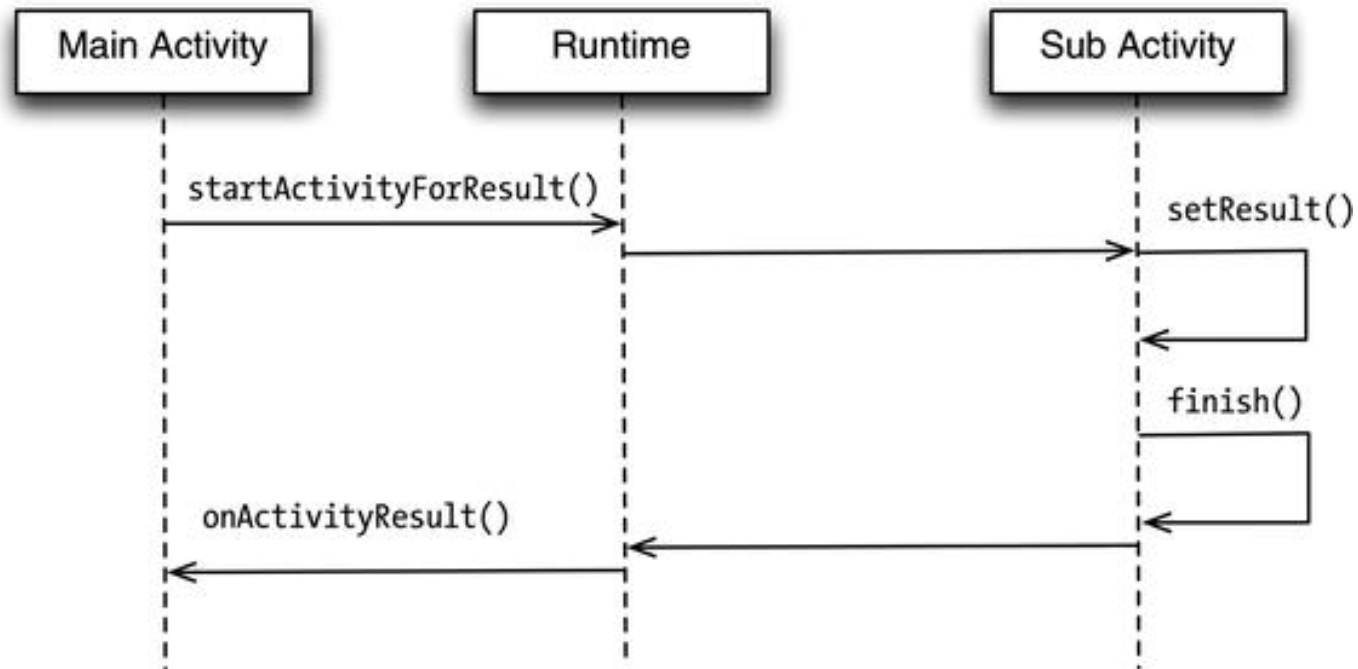 Main Activity
Runtime
Sub Activity
startActivityForResult()
setResult()
finish()
onActivityResult()